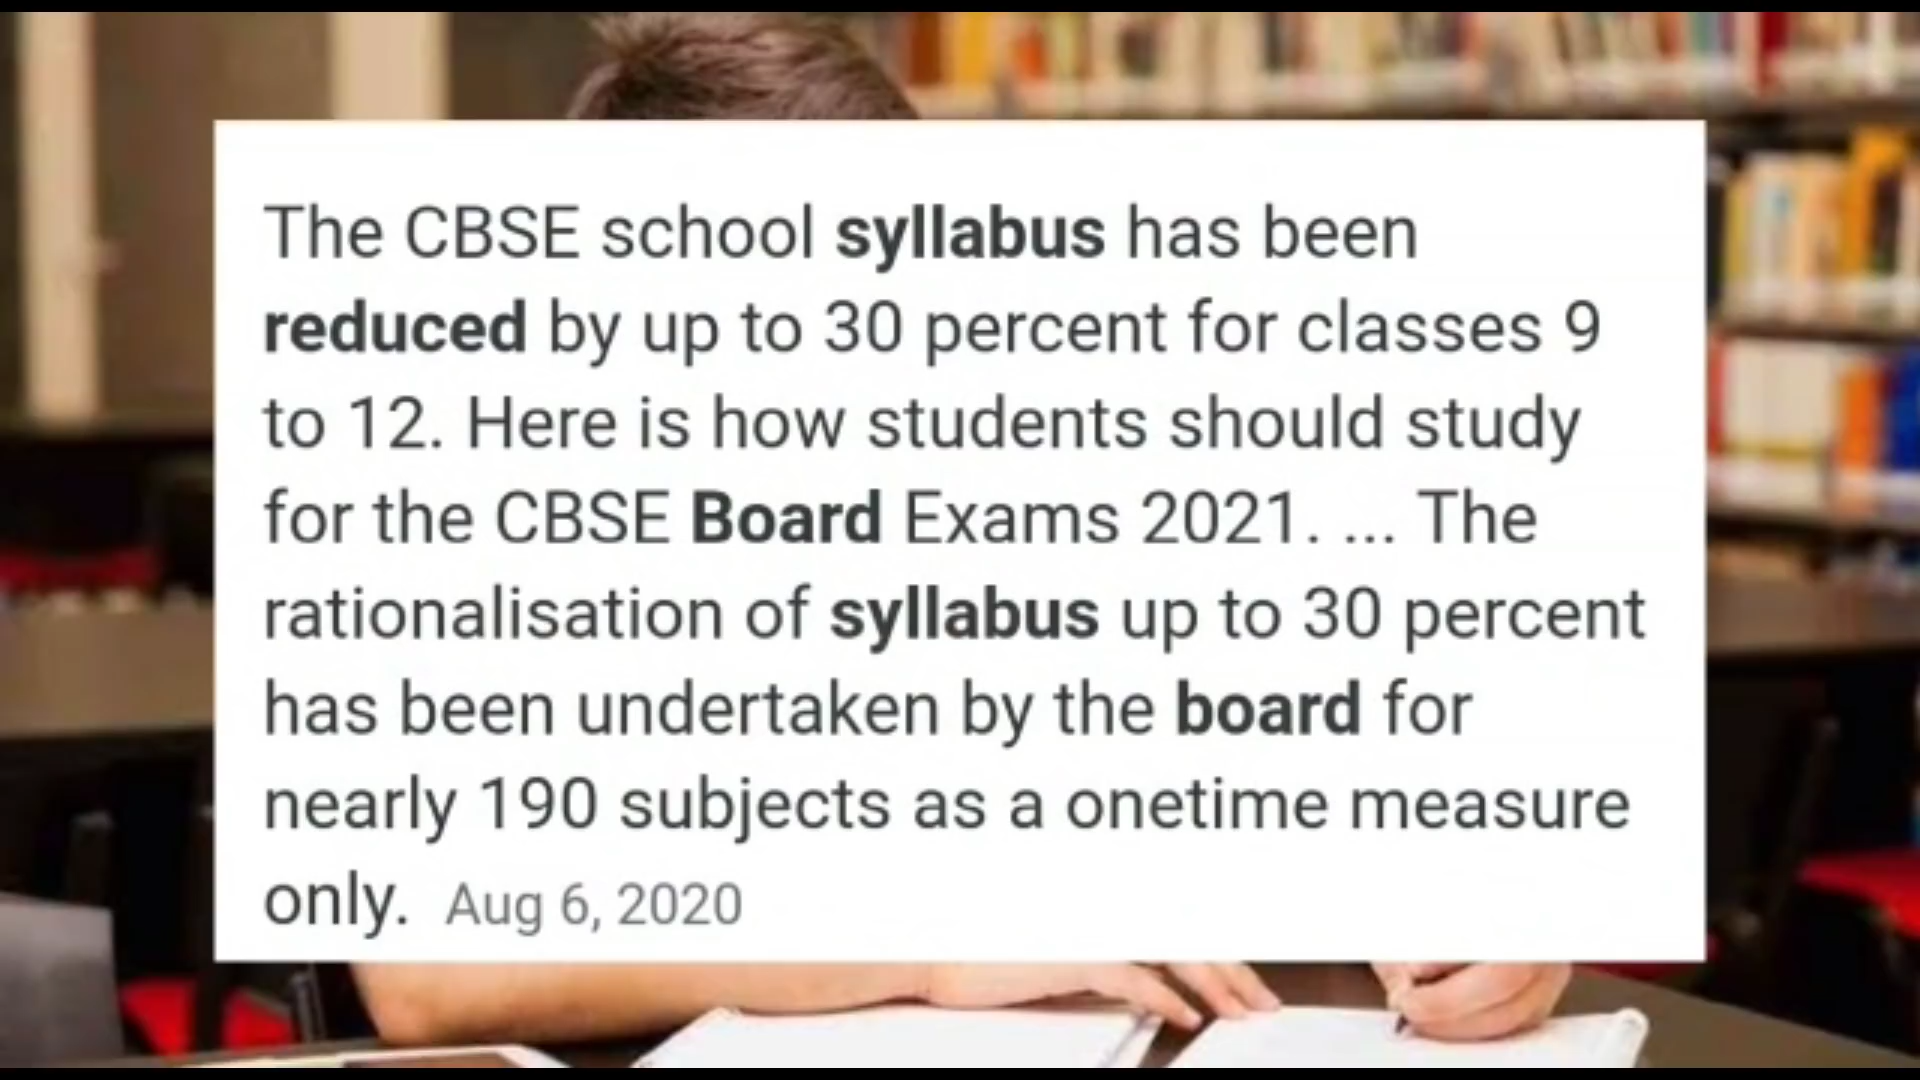 The CBSE school syllabus has been
reduced by up to 30 percent for classes 9
to 12. Here is how students should study
for the CBSE Board Exams 2021. ... The
rationalisation of syllabus up to 30 percent
has been undertaken by the board for
nearly 190 subjects as a onetime measure
only. Aug 6, 2020